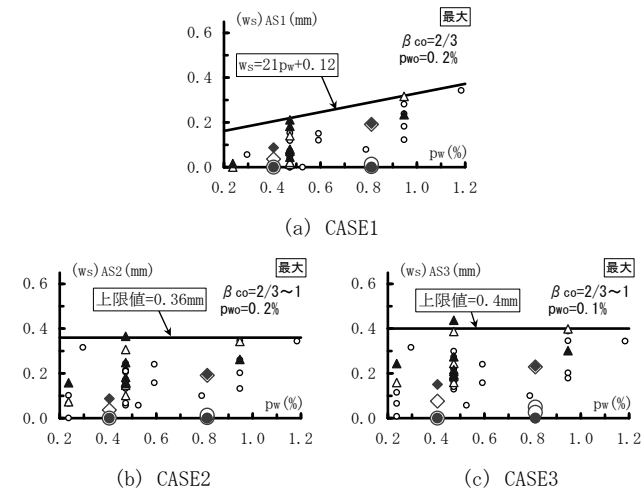 (ws)AS1(mm)
最大
0.6
βco=2/3
pwo=0.2%
ws=21pw+0.12
0.4
0.2
0.0
pw(%)
0.2 0.4 0.6 0.8 1.0 1.2
(a) CASE1
(ws)AS2(mm)
最大
0.6
βco=2/3～1
pwo=0.2%
上限値=0.36mm
0.4
0.2
0.0
pw(%)
0.2 0.4 0.6 0.8 1.0 1.2
(b) CASE2
(ws)AS3(mm)
最大
0.6
βco=2/3～1
pwo=0.1%
上限値=0.4mm
0.4
0.2
0.0
pw(%)
0.2 0.4 0.6 0.8 1.0 1.2
(c) CASE3